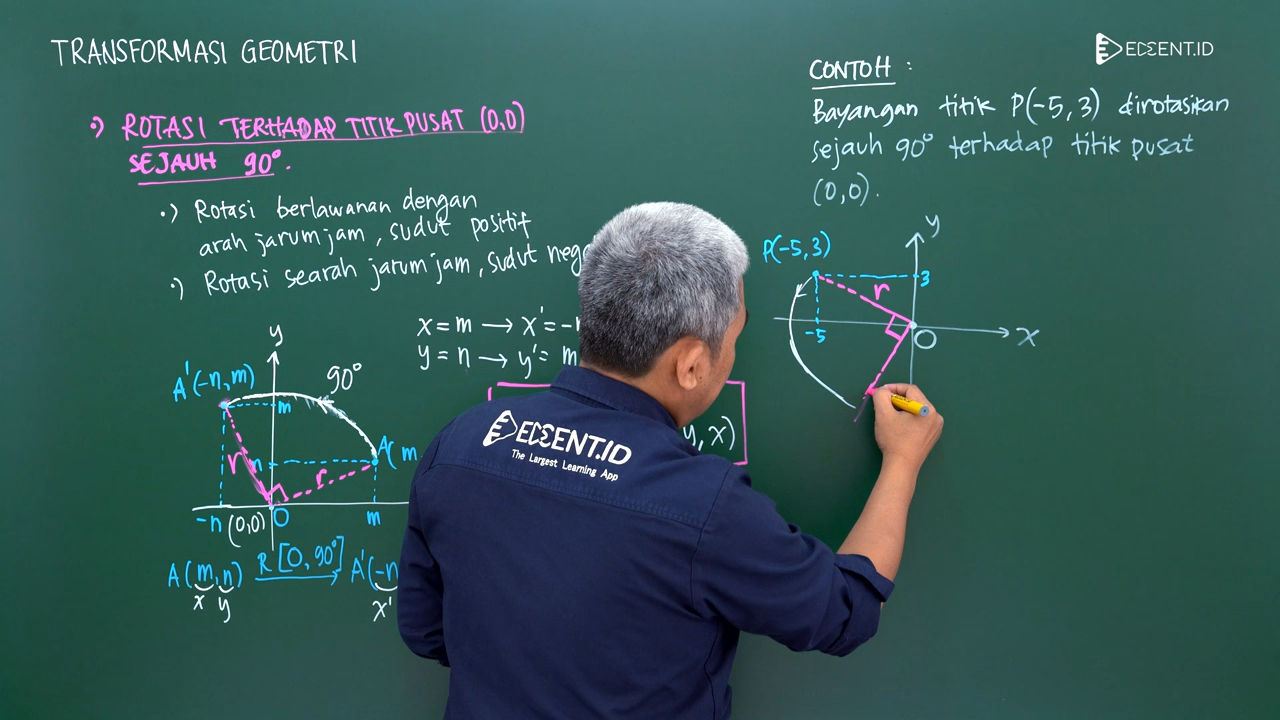 TRANSFORMASI GEOMETRI
EDCENT.ID
•) ROTASI TERHADAP TITIK PUSAT (0,0)
SEJAUH 90°.
•) Rotasi berlawanan dengan
arah jarum jam, sudut positif
•) Rotasi searah jarum jam, sudut neg
x = m → x' = -n
y = n → y' = m
y, x)
A'(-n, m)
90°
m
n
A( m
r
r
-n
(0,0)
O
m
A(m, n) R[O, 90°] → A'(-n
x y x'
CONTOH :
Bayangan titik P(-5, 3) dirotasikan
sejauh 90° terhadap titik pusat
(0,0).
y
P(-5, 3)
3
r
-5
O
x
y
EDCENT.ID
The Largest Learning App